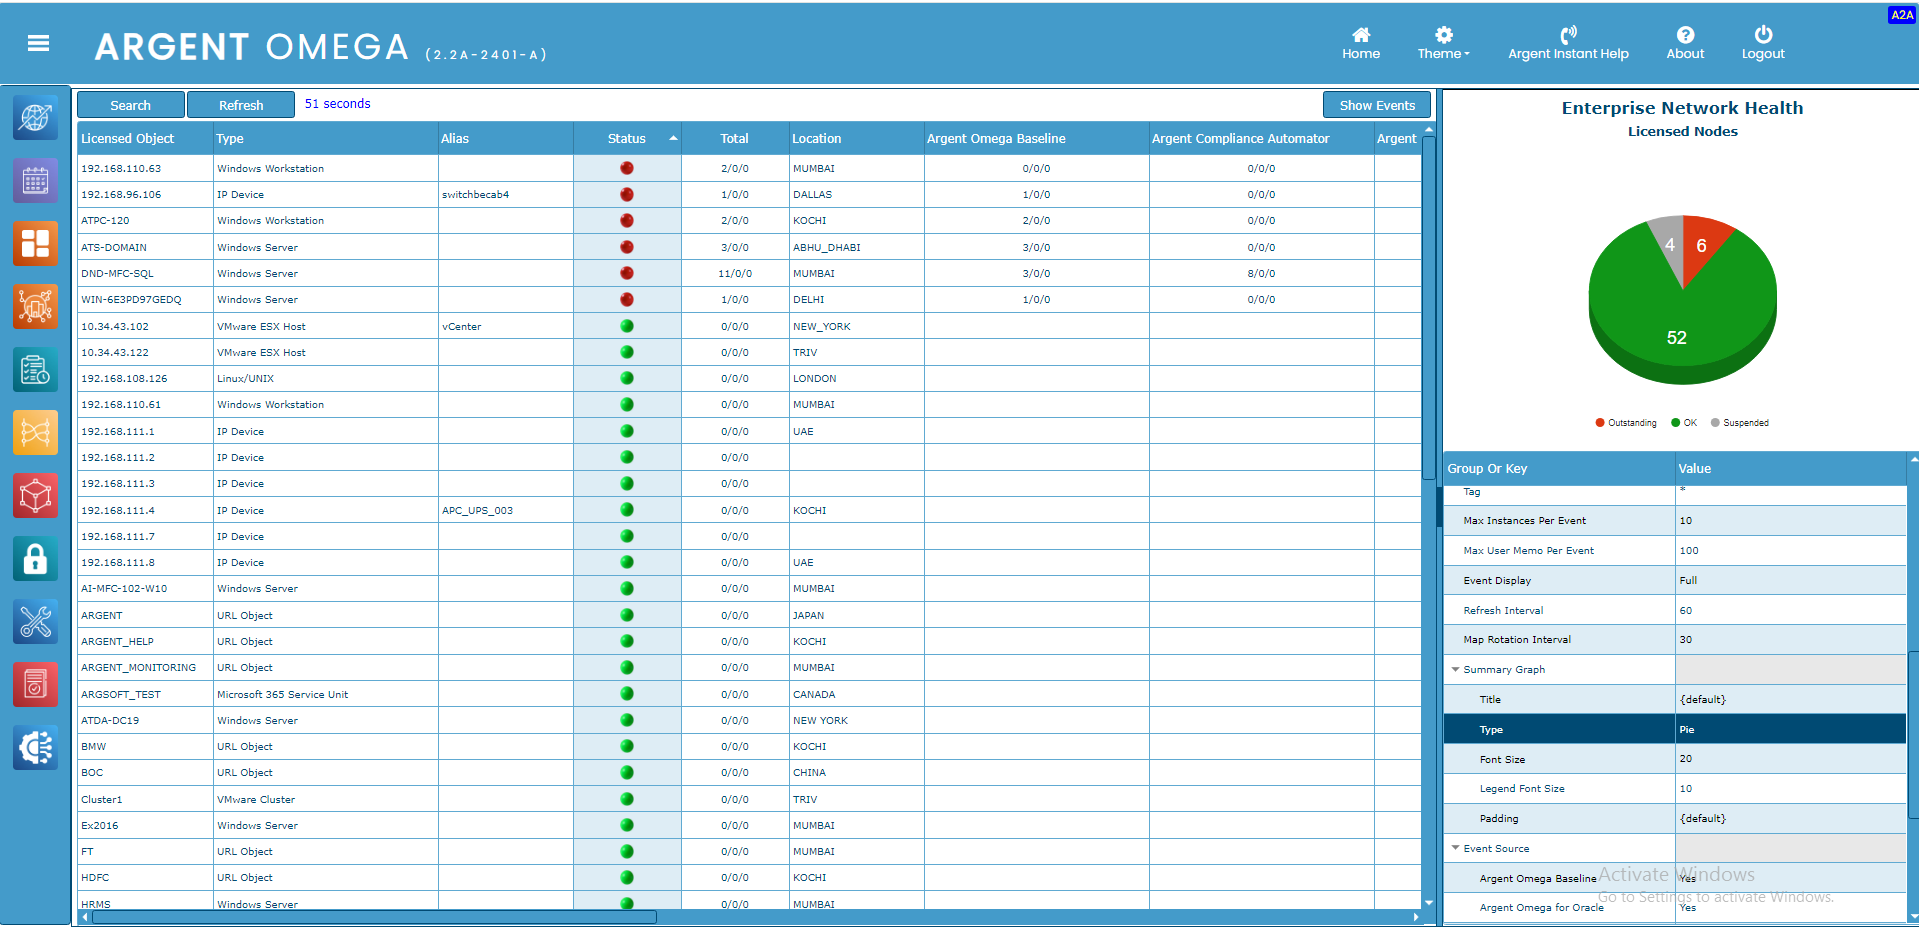 A2A
ARGENT OMEGA (2.2A-2401-A)
Home Theme Argent Instant Help About Logout
Search Refresh 51 seconds Show Events
Licensed Object Type Alias Status Total Location Argent Omega Baseline Argent Compliance Automator Argent
192.168.110.63 Windows Workstation 2/0/0 MUMBAI 0/0/0 0/0/0
192.168.96.106 IP Device switchbecab4 1/0/0 DALLAS 1/0/0 0/0/0
ATPC-120 Windows Workstation 2/0/0 KOCHI 2/0/0 0/0/0
ATS-DOMAIN Windows Server 3/0/0 ABHU_DHABI 3/0/0 0/0/0
DND-MFC-SQL Windows Server 11/0/0 MUMBAI 3/0/0 8/0/0
WIN-6E3PD97GEDQ Windows Server 1/0/0 DELHI 1/0/0 0/0/0
10.34.43.102 VMware ESX Host vCenter 0/0/0 NEW_YORK
10.34.43.122 VMware ESX Host 0/0/0 TRIV
192.168.108.126 Linux/UNIX 0/0/0 LONDON
192.168.110.61 Windows Workstation 0/0/0 MUMBAI
192.168.111.1 IP Device 0/0/0 UAE
192.168.111.2 IP Device 0/0/0
192.168.111.3 IP Device 0/0/0
192.168.111.4 IP Device APC_UPS_003 0/0/0 KOCHI
192.168.111.7 IP Device 0/0/0
192.168.111.8 IP Device 0/0/0 UAE
AI-MFC-102-W10 Windows Server 0/0/0 MUMBAI
ARGENT URL Object 0/0/0 JAPAN
ARGENT_HELP URL Object 0/0/0 KOCHI
ARGENT_MONITORING URL Object 0/0/0 MUMBAI
ARGSOFT_TEST Microsoft 365 Service Unit 0/0/0 CANADA
ATDA-DC19 Windows Server 0/0/0 NEW YORK
BMW URL Object 0/0/0 KOCHI
BOC URL Object 0/0/0 CHINA
Cluster1 VMware Cluster 0/0/0 TRIV
Ex2016 Windows Server 0/0/0 MUMBAI
FT URL Object 0/0/0 MUMBAI
HDFC URL Object 0/0/0 KOCHI
HRMS Windows Server 0/0/0 MUMBAI
Enterprise Network Health
Licensed Nodes
4 6
52
Outstanding OK Suspended
Group Or Key Value
Tag *
Max Instances Per Event 10
Max User Memo Per Event 100
Event Display Full
Refresh Interval 60
Map Rotation Interval 30
Summary Graph
Title {default}
Type Pie
Font Size 20
Legend Font Size 10
Padding {default}
Event Source
Argent Omega Baseline Yes
Argent Omega for Oracle Yes
Activate Windows
Go to Settings to activate Windows.